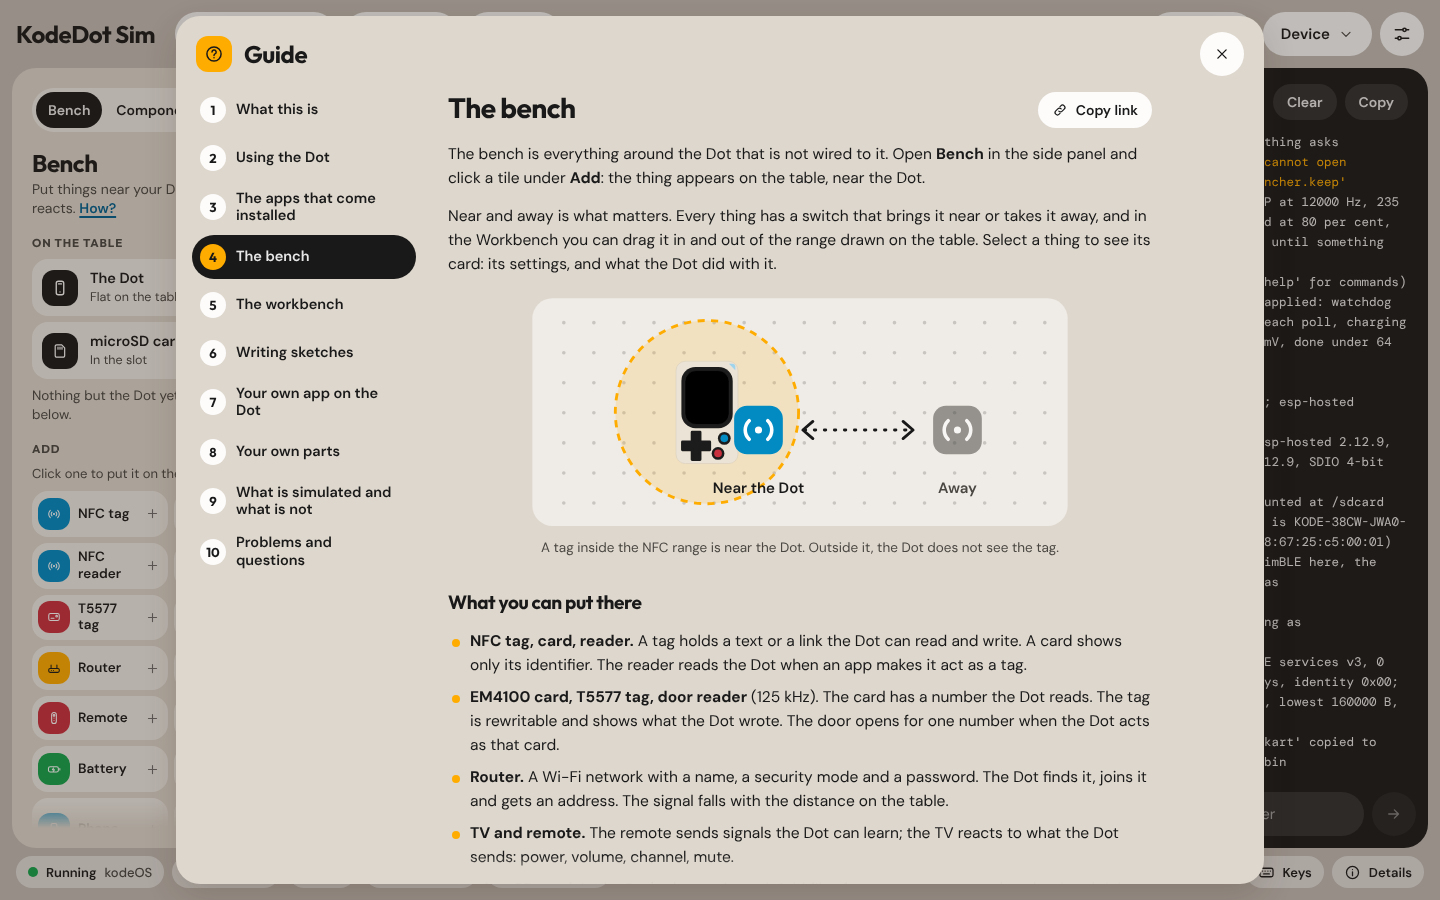 KodeDot Sim
Device
Guide
1 What this is
2 Using the Dot
3 The apps that come
installed
4 The bench
5 The workbench
6 Writing sketches
7 Your own app on the
Dot
8 Your own parts
9 What is simulated and
what is not
10 Problems and
questions
The bench
Copy link
The bench is everything around the Dot that is not wired to it. Open Bench in the side panel and
click a tile under Add: the thing appears on the table, near the Dot.
Near and away is what matters. Every thing has a switch that brings it near or takes it away, and in
the Workbench you can drag it in and out of the range drawn on the table. Select a thing to see its
card: its settings, and what the Dot did with it.
Near the Dot
Away
A tag inside the NFC range is near the Dot. Outside it, the Dot does not see the tag.
What you can put there
NFC tag, card, reader. A tag holds a text or a link the Dot can read and write. A card shows
only its identifier. The reader reads the Dot when an app makes it act as a tag.
EM4100 card, T5577 tag, door reader (125 kHz). The card has a number the Dot reads. The tag
is rewritable and shows what the Dot wrote. The door opens for one number when the Dot acts
as that card.
Router. A Wi-Fi network with a name, a security mode and a password. The Dot finds it, joins it
and gets an address. The signal falls with the distance on the table.
TV and remote. The remote sends signals the Dot can learn; the TV reacts to what the Dot
sends: power, volume, channel, mute.
Bench
Compone
Bench
Put things near your D
reacts. How?
ON THE TABLE
The Dot
Flat on the tabl
microSD car
In the slot
Nothing but the Dot yet
below.
ADD
Click one to put it on the
NFC tag +
NFC
reader +
T5577
tag +
Router +
Remote +
Battery +
Running kodeOS
Clear
Copy
thing asks
cannot open
ncher.keep'
P at 12000 Hz, 235
d at 80 per cent,
until something
help' for commands)
applied: watchdog
each poll, charging
mV, done under 64
; esp-hosted
sp-hosted 2.12.9,
12.9, SDIO 4-bit
unted at /sdcard
is KODE-38CW-JWA0-
8:67:25:c5:00:01)
imBLE here, the
as
ng as
E services v3, 0
ys, identity 0x00;
, lowest 160000 B,
kart' copied to
bin
er
Keys
Details